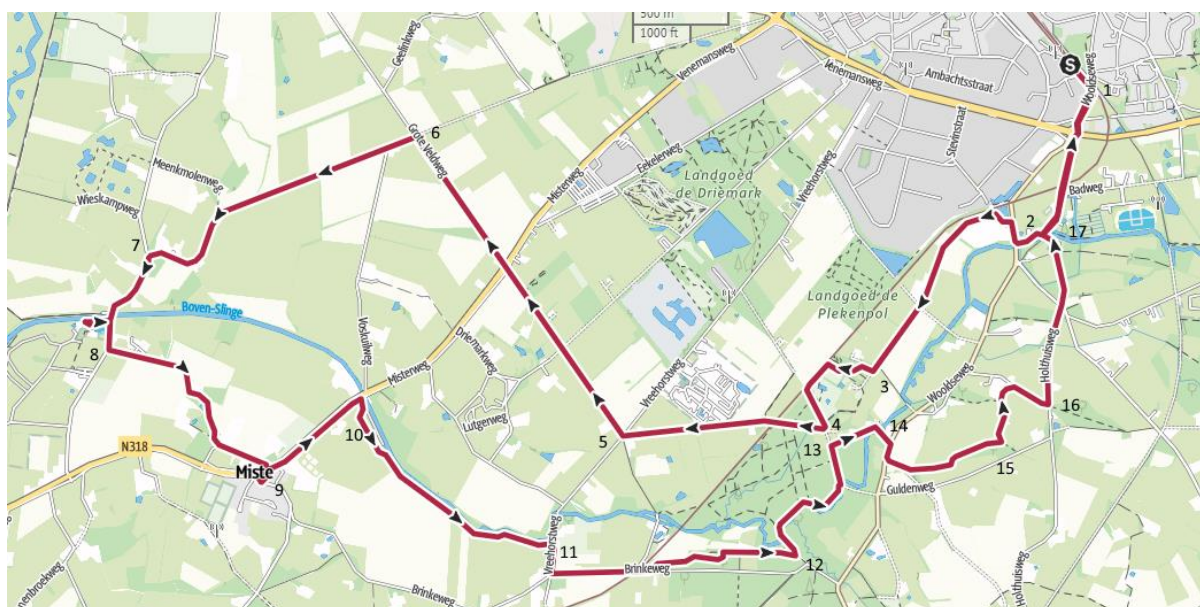 500 m
1000 ft
S
1
Wooldseweg
Ambachtsstraat
Venemansweg
Venemansweg
Stevinstraat
Geelinkweg
Grote Veldweg
6
Misterweg
Eekelerweg
Landgoed
de Driemark
Vreehorstweg
Badweg
2
17
Meenkmolenweg
Wieskampweg
7
Boven-Slinge
8
Voskuilweg
Misterweg
Driemarkweg
Lutgerweg
Vreehorstweg
Landgoed de
Plekenpol
Wooldseweg
Holthuisweg
3
4
5
13
14
15
16
N318
Miste
9
10
11
12
Guldenweg
Vreehorstweg
Brinkeweg
Brinkeweg
Holthuisweg
nenbroekweg